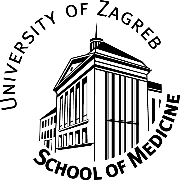 UNIVERSITY OF ZAGREB
SCHOOL OF MEDICINE